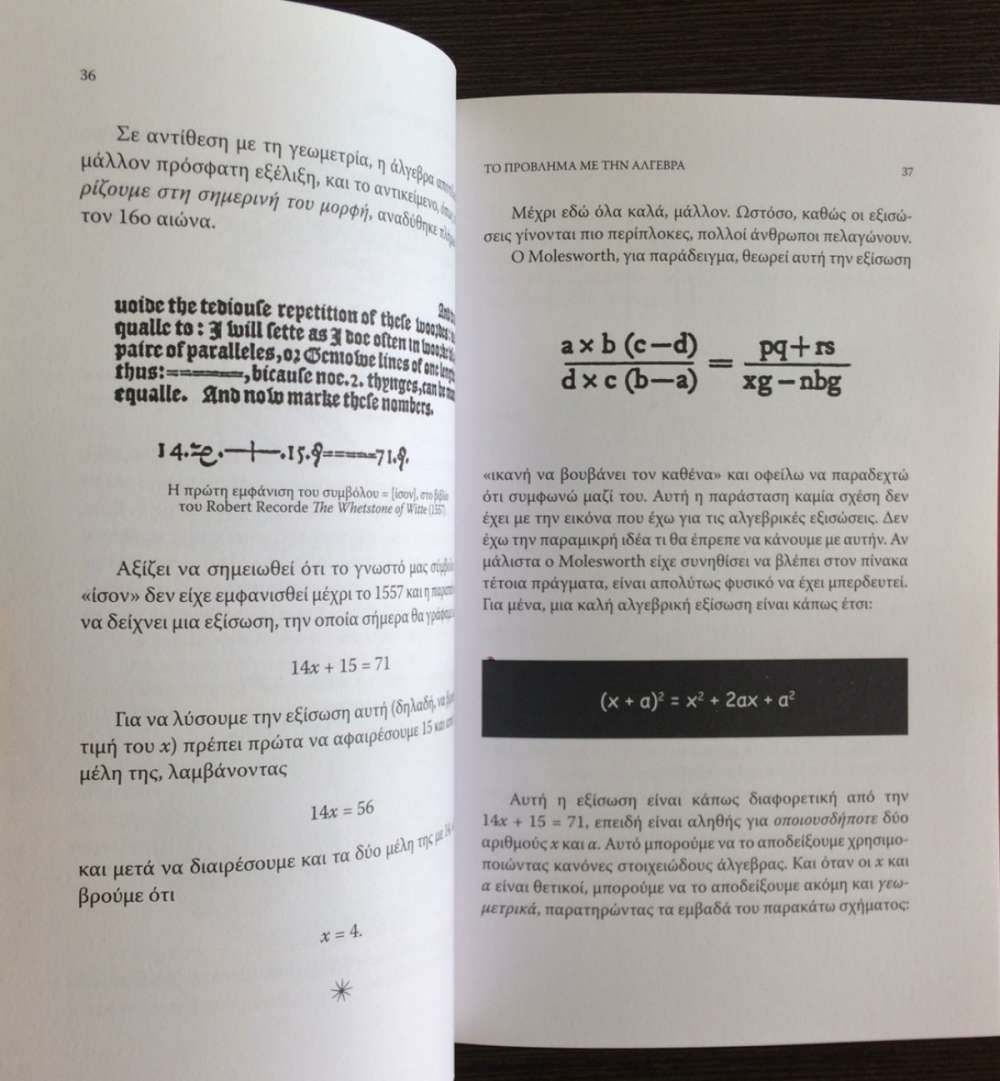 36
Σε αντίθεση με τη γεωμετρία, η άλγεβρα
μάλλον πρόσφατη εξέλιξη, και το αντικείμενο,
ρίζουμε στη σημερινή του μορφή, αναδύθηκε
τον 16ο αιώνα.
uoide the tediouse repetition of these woordes:
qualle to: I will sette as I doe often in
paire of paralleles, or Gemowe lines of one
thus: =====, bicause noe .2. thynges, can be
equalle. And now marke these nombers.
14.
.15.
=====71.
Η πρώτη εμφάνιση του συμβόλου = [ίσον], στο βιβλίο
του Robert Recorde The Whetstone of Witte (1557)
Αξίζει να σημειωθεί ότι το γνωστό μας
«ίσον» δεν είχε εμφανισθεί μέχρι το 1557 και η
να δείχνει μια εξίσωση, την οποία σήμερα θα
14x + 15 = 71
Για να λύσουμε την εξίσωση αυτή (δηλαδή, να
τιμή του x) πρέπει πρώτα να αφαιρέσουμε 15 και
μέλη της, λαμβάνοντας
14x = 56
και μετά να διαιρέσουμε και τα δύο μέλη της με
βρούμε ότι
x = 4.
ΤΟ ΠΡΟΒΛΗΜΑ ΜΕ ΤΗΝ ΑΛΓΕΒΡΑ 37
Μέχρι εδώ όλα καλά, μάλλον. Ωστόσο, καθώς οι εξισώ-
σεις γίνονται πιο περίπλοκες, πολλοί άνθρωποι πελαγώνουν.
Ο Molesworth, για παράδειγμα, θεωρεί αυτή την εξίσωση
a × b (c – d) = pq + rs
d × c (b – a) xg – nbg
«ικανή να βουβάνει τον καθένα» και οφείλω να παραδεχτώ
ότι συμφωνώ μαζί του. Αυτή η παράσταση καμία σχέση δεν
έχει με την εικόνα που έχω για τις αλγεβρικές εξισώσεις. Δεν
έχω την παραμικρή ιδέα τι θα έπρεπε να κάνουμε με αυτήν. Αν
μάλιστα ο Molesworth είχε συνηθίσει να βλέπει στον πίνακα
τέτοια πράγματα, είναι απολύτως φυσικό να έχει μπερδευτεί.
Για μένα, μια καλή αλγεβρική εξίσωση είναι κάπως έτσι:
(x + a)² = x² + 2ax + a²
Αυτή η εξίσωση είναι κάπως διαφορετική από την
14x + 15 = 71, επειδή είναι αληθής για οποιουσδήποτε δύο
αριθμούς x και a. Αυτό μπορούμε να το αποδείξουμε χρησιμο-
ποιώντας κανόνες στοιχειώδους άλγεβρας. Και όταν οι x και
a είναι θετικοί, μπορούμε να το αποδείξουμε ακόμη και γεω-
μετρικά, παρατηρώντας τα εμβαδά του παρακάτω σχήματος: